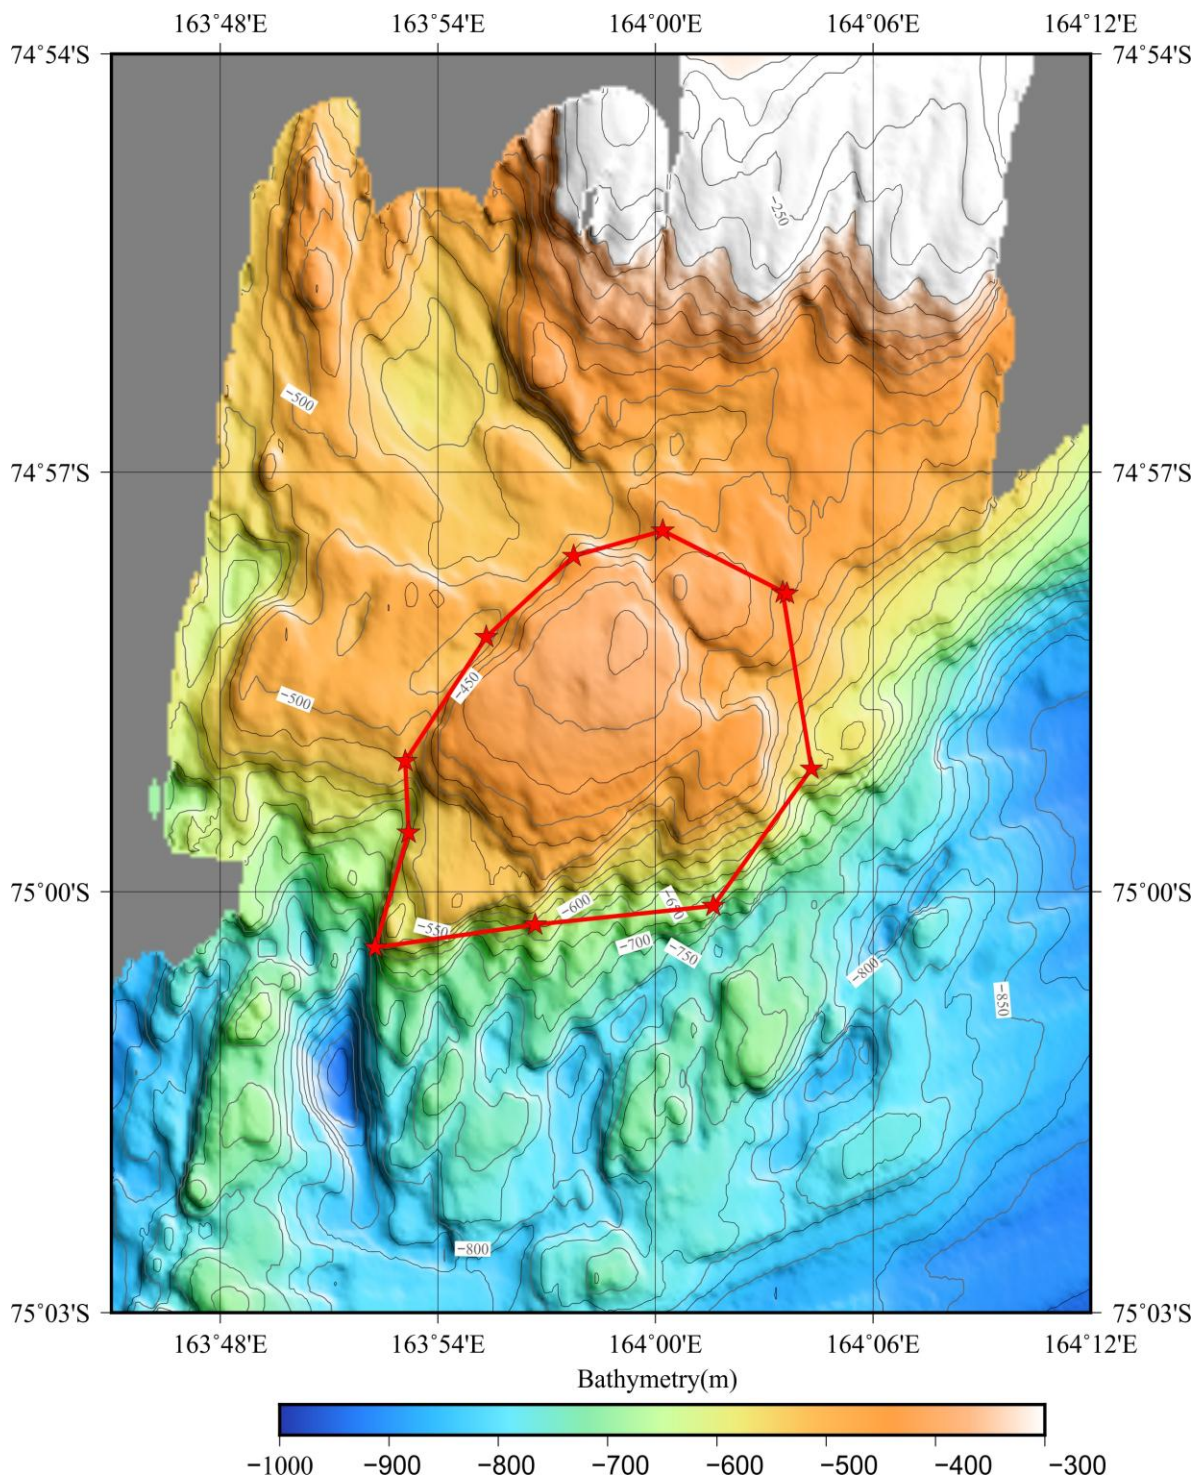 163°48'E 163°54'E 164°00'E 164°06'E 164°12'E
74°54'S 74°54'S
−250
−500
74°57'S 74°57'S
−450
−500
75°00'S 75°00'S
−600
−650
−550
−700
−750
−800
−850
−800
75°03'S 75°03'S
163°48'E 163°54'E 164°00'E 164°06'E 164°12'E
Bathymetry(m)
−1000 −900 −800 −700 −600 −500 −400 −300